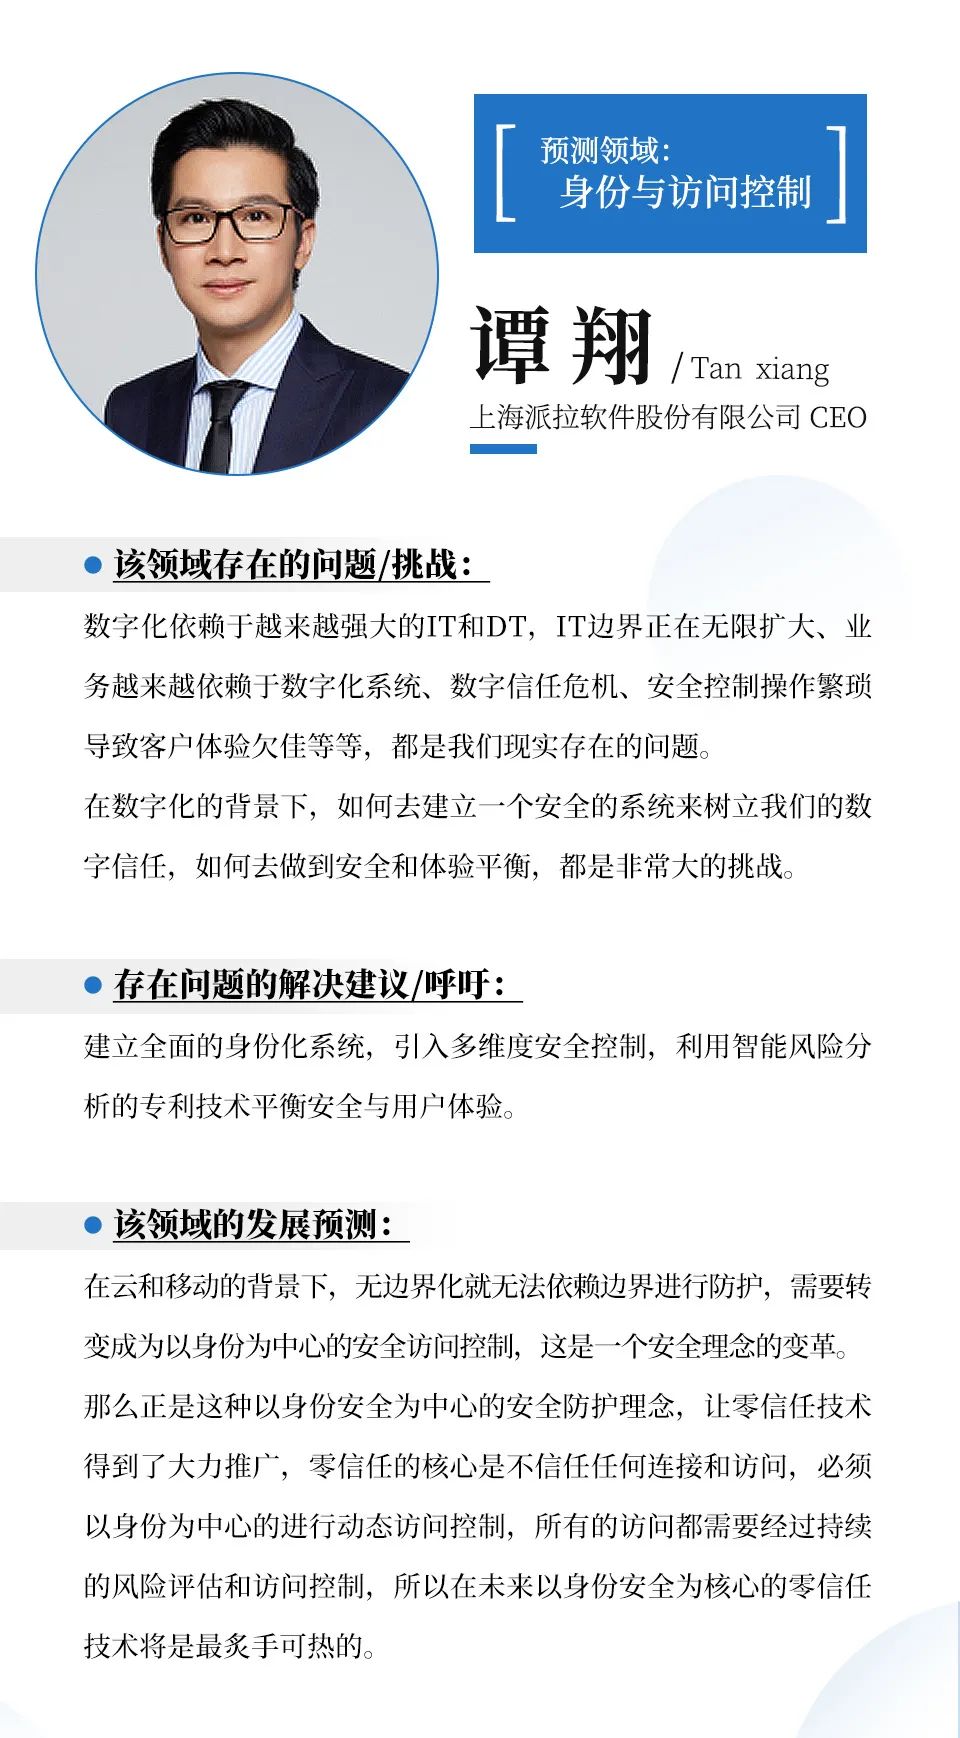 预测领域：
身份与访问控制
谭翔 / Tan xiang
上海派拉软件股份有限公司 CEO
该领域存在的问题/挑战：
数字化依赖于越来越强大的IT和DT，IT边界正在无限扩大、业
务越来越依赖于数字化系统、数字信任危机、安全控制操作繁琐
导致客户体验欠佳等等，都是我们现实存在的问题。
在数字化的背景下，如何去建立一个安全的系统来树立我们的数
字信任，如何去做到安全和体验平衡，都是非常大的挑战。
存在问题的解决建议/呼吁：
建立全面的身份化系统，引入多维度安全控制，利用智能风险分
析的专利技术平衡安全与用户体验。
该领域的发展预测：
在云和移动的背景下，无边界化就无法依赖边界进行防护，需要转
变成为以身份为中心的安全访问控制，这是一个安全理念的变革。
那么正是这种以身份安全为中心的安全防护理念，让零信任技术
得到了大力推广，零信任的核心是不信任任何连接和访问，必须
以身份为中心的进行动态访问控制，所有的访问都需要经过持续
的风险评估和访问控制，所以在未来以身份安全为核心的零信任
技术将是最炙手可热的。